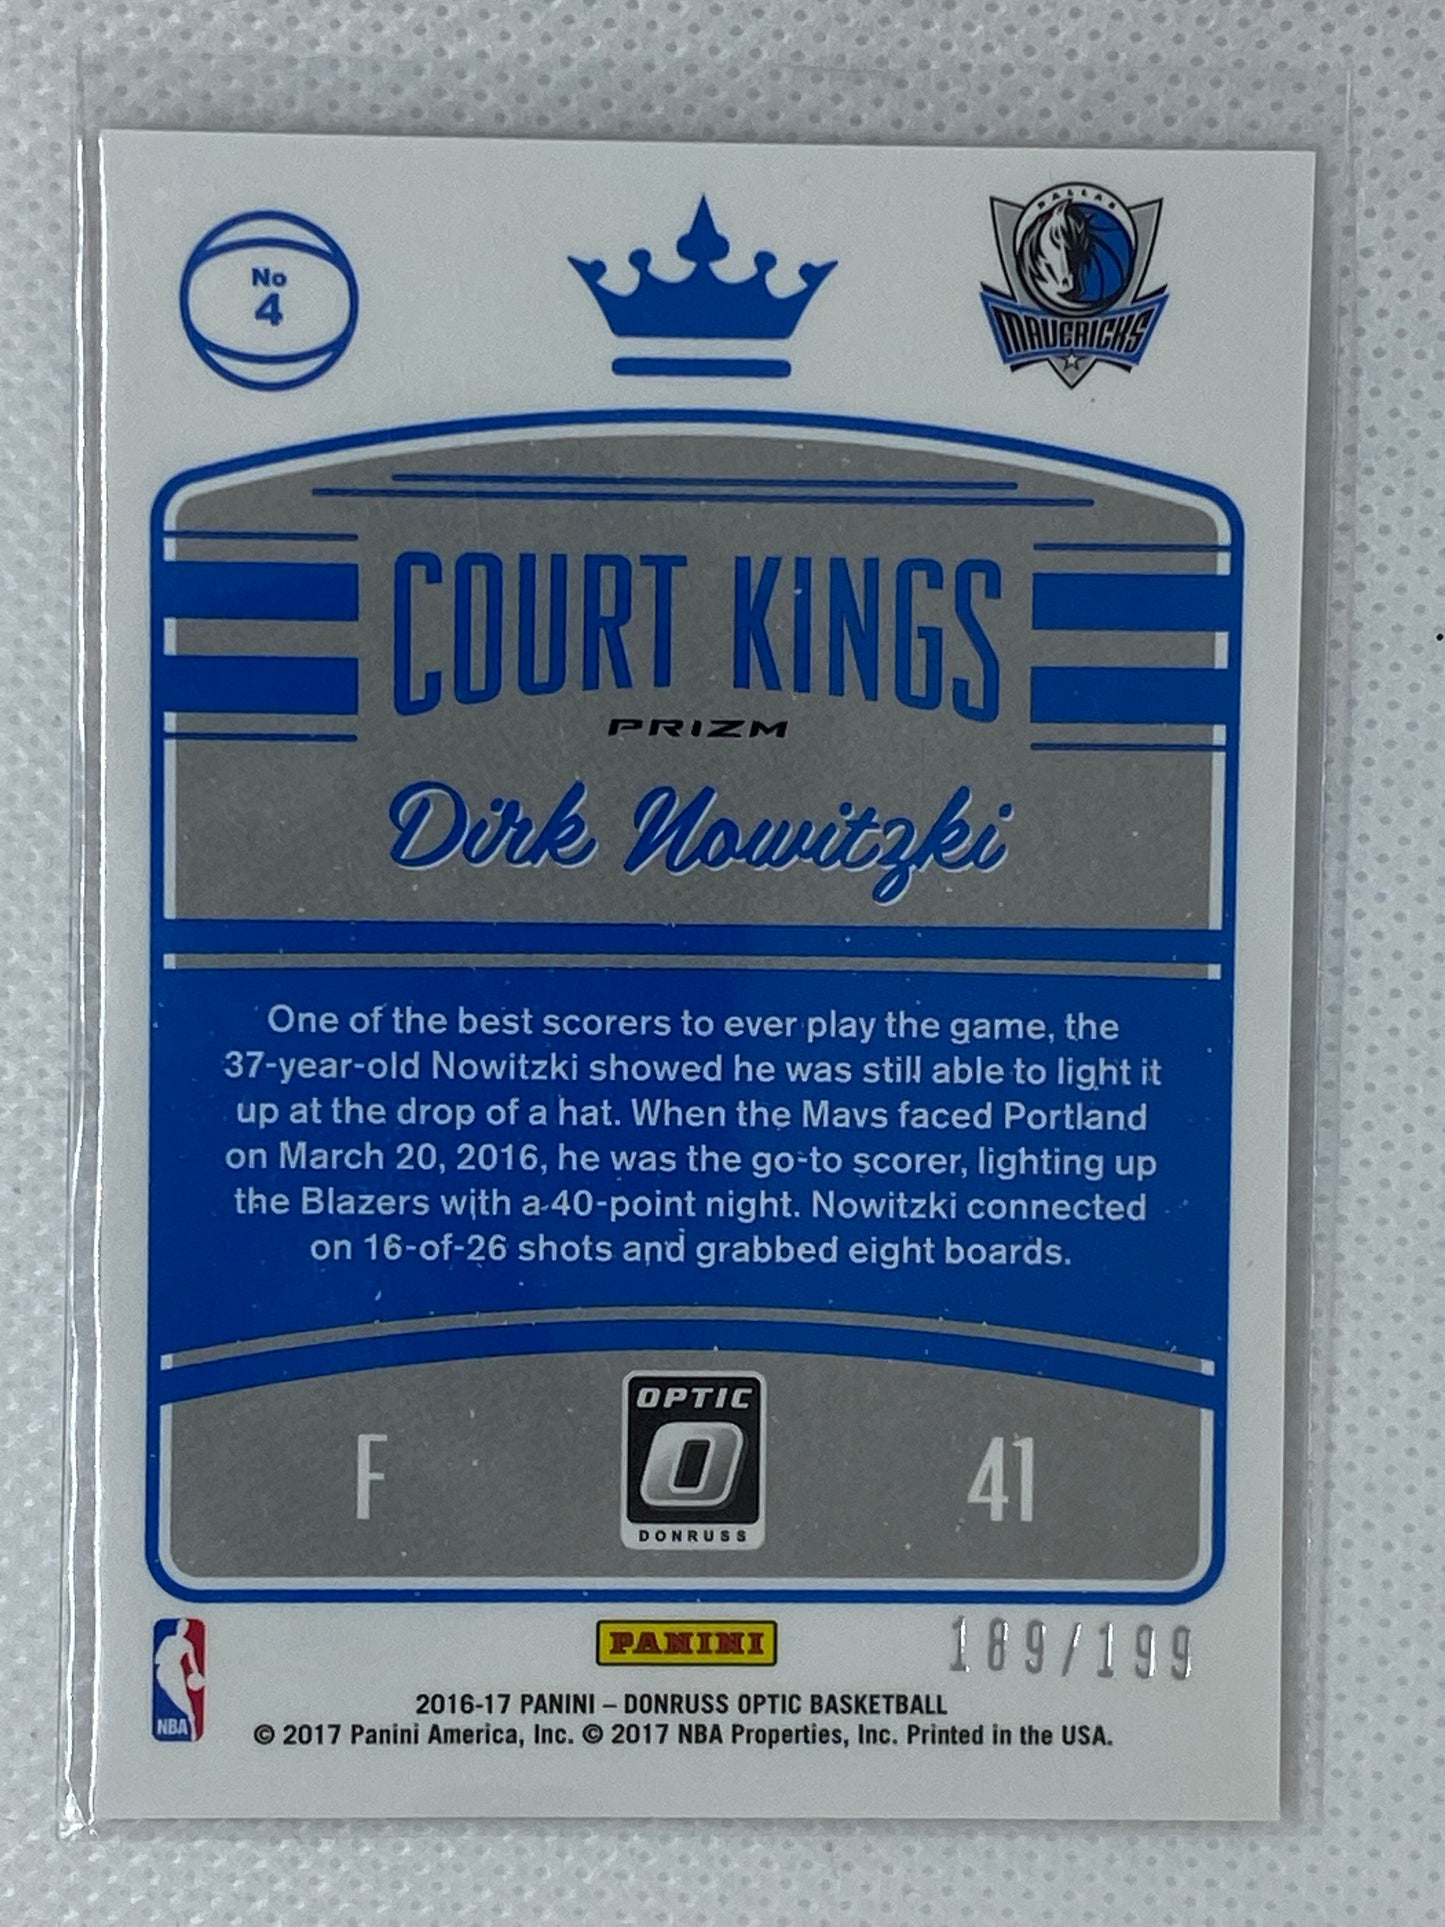 No
4
DALLAS
MAVERICKS
COURT KINGS
PRIZM
Dirk Nowitzki
One of the best scorers to ever play the game, the
37-year-old Nowitzki showed he was still able to light it
up at the drop of a hat. When the Mavs faced Portland
on March 20, 2016, he was the go-to scorer, lighting up
the Blazers with a 40-point night. Nowitzki connected
on 16-of-26 shots and grabbed eight boards.
F
OPTIC
O
DONRUSS
41
NBA
PANINI
189/199
2016-17 PANINI – DONRUSS OPTIC BASKETBALL
© 2017 Panini America, Inc. © 2017 NBA Properties, Inc. Printed in the USA.